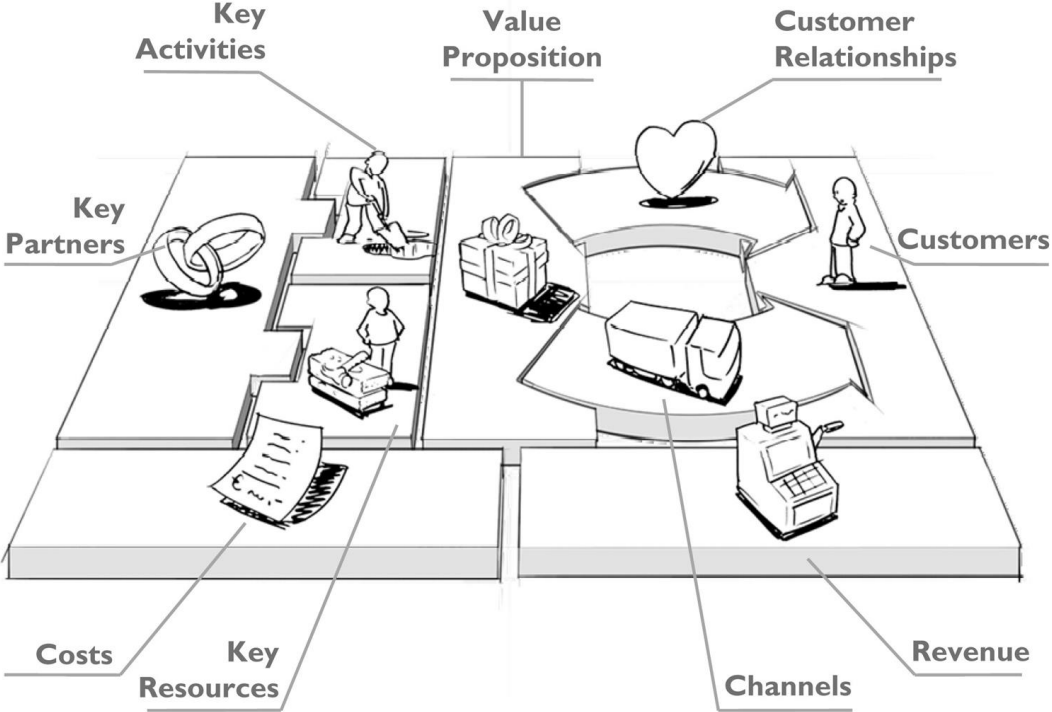 Key
Activities
Value
Proposition
Customer
Relationships
Key
Partners
Customers
Costs
Key
Resources
Channels
Revenue